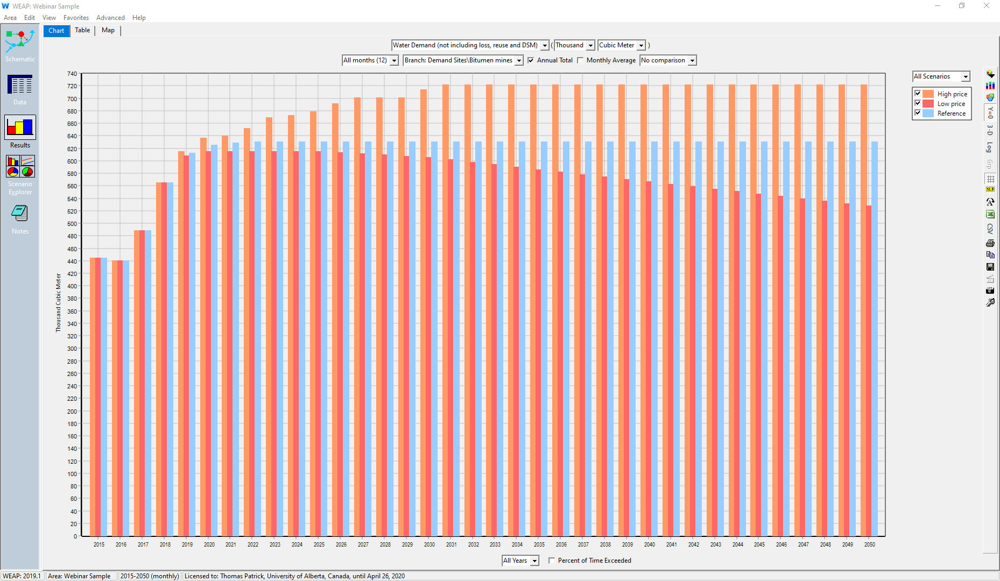 WEAP: Webinar Sample
Area Edit View Favorites Advanced Help
Chart Table Map
Schematic
Data
Results
Scenario
Explorer
Notes
Water Demand (not including loss, reuse and DSM) ( Thousand Cubic Meter )
All months (12) Branch: Demand Sites\Bitumen mines Annual Total Monthly Average No comparison
All Scenarios
High price
Low price
Reference
Y=0
3-D
Log
Grp
12.5
CSV
Thousand Cubic Meter
740
720
700
680
660
640
620
600
580
560
540
520
500
480
460
440
420
400
380
360
340
320
300
280
260
240
220
200
180
160
140
120
100
80
60
40
20
0
2015 2016 2017 2018 2019 2020 2021 2022 2023 2024 2025 2026 2027 2028 2029 2030 2031 2032 2033 2034 2035 2036 2037 2038 2039 2040 2041 2042 2043 2044 2045 2046 2047 2048 2049 2050
All Years Percent of Time Exceeded
WEAP: 2019.1 Area: Webinar Sample 2015-2050 (monthly) Licensed to: Thomas Patrick, University of Alberta, Canada, until April 26, 2020